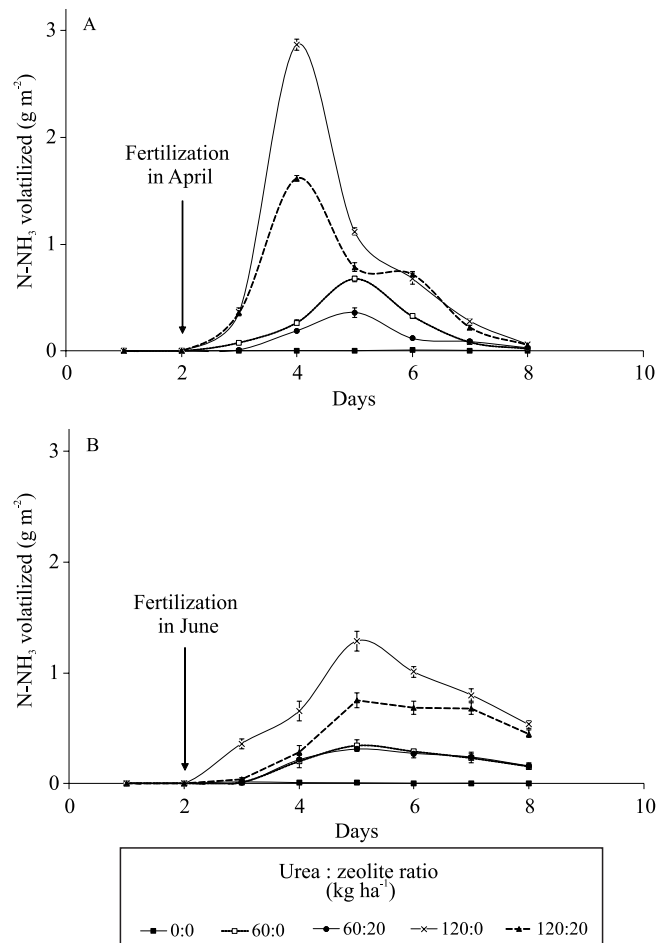 A
3
2
1
0
N-NH3 volatilized (g m-2)
Fertilization
in April
0 2 4 6 8 10
Days
B
3
2
1
0
N-NH3 volatilized (g m-2)
Fertilization
in June
0 2 4 6 8 10
Days
Urea : zeolite ratio
(kg ha-1)
0:0 60:0 60:20 120:0 120:20